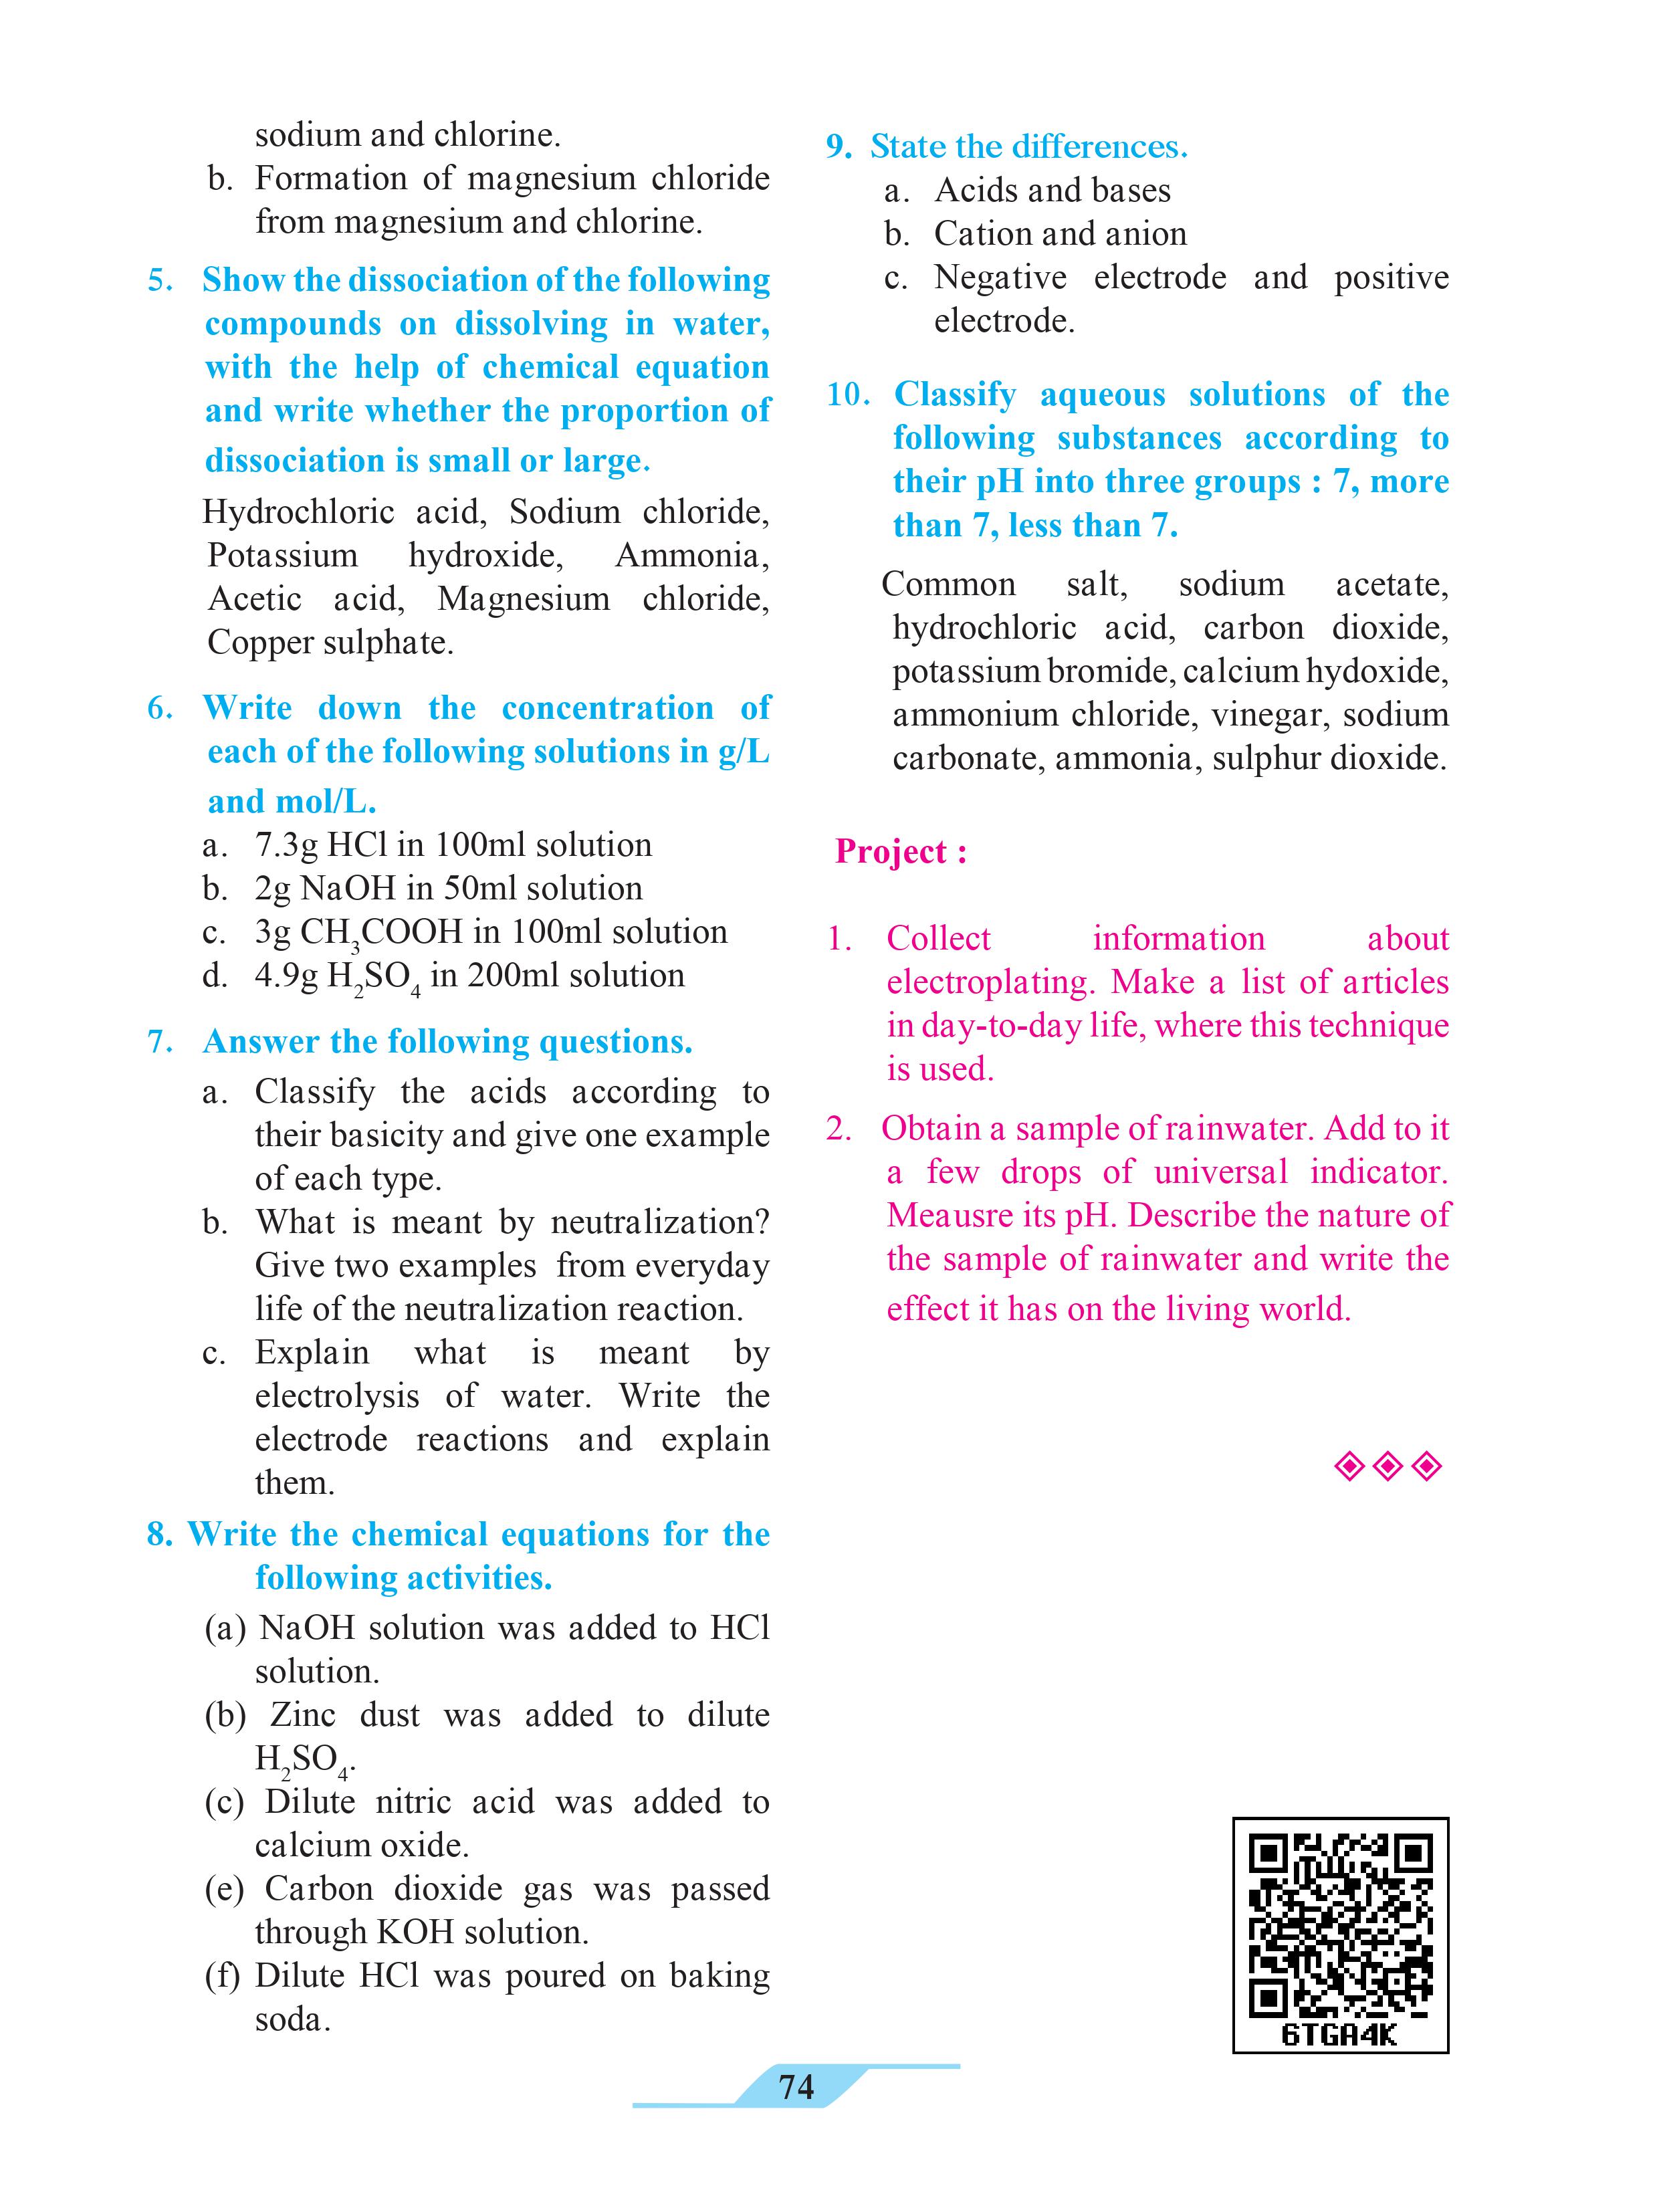 sodium and chlorine.
b. Formation of magnesium chloride
from magnesium and chlorine.
5. Show the dissociation of the following
compounds on dissolving in water,
with the help of chemical equation
and write whether the proportion of
dissociation is small or large.
Hydrochloric acid, Sodium chloride,
Potassium hydroxide, Ammonia,
Acetic acid, Magnesium chloride,
Copper sulphate.
6. Write down the concentration of
each of the following solutions in g/L
and mol/L.
a. 7.3g HCl in 100ml solution
b. 2g NaOH in 50ml solution
c. 3g CH₃COOH in 100ml solution
d. 4.9g H₂SO₄ in 200ml solution
7. Answer the following questions.
a. Classify the acids according to
their basicity and give one example
of each type.
b. What is meant by neutralization?
Give two examples from everyday
life of the neutralization reaction.
c. Explain what is meant by
electrolysis of water. Write the
electrode reactions and explain
them.
8. Write the chemical equations for the
following activities.
(a) NaOH solution was added to HCl
solution.
(b) Zinc dust was added to dilute
H₂SO₄.
(c) Dilute nitric acid was added to
calcium oxide.
(e) Carbon dioxide gas was passed
through KOH solution.
(f) Dilute HCl was poured on baking
soda.
9. State the differences.
a. Acids and bases
b. Cation and anion
c. Negative electrode and positive
electrode.
10. Classify aqueous solutions of the
following substances according to
their pH into three groups : 7, more
than 7, less than 7.
Common salt, sodium acetate,
hydrochloric acid, carbon dioxide,
potassium bromide, calcium hydoxide,
ammonium chloride, vinegar, sodium
carbonate, ammonia, sulphur dioxide.
Project :
1. Collect information about
electroplating. Make a list of articles
in day-to-day life, where this technique
is used.
2. Obtain a sample of rainwater. Add to it
a few drops of universal indicator.
Meausre its pH. Describe the nature of
the sample of rainwater and write the
effect it has on the living world.
6TGA4K
74